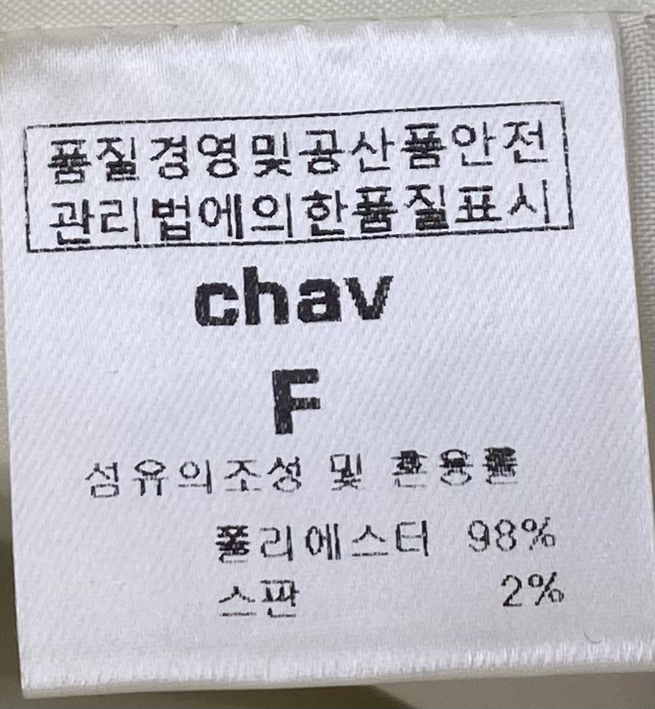 품질경영및공산품안전
관리법에의한품질표시
chav
F
섬유의조성 및 혼용률
폴리에스터 98%
스판 2%